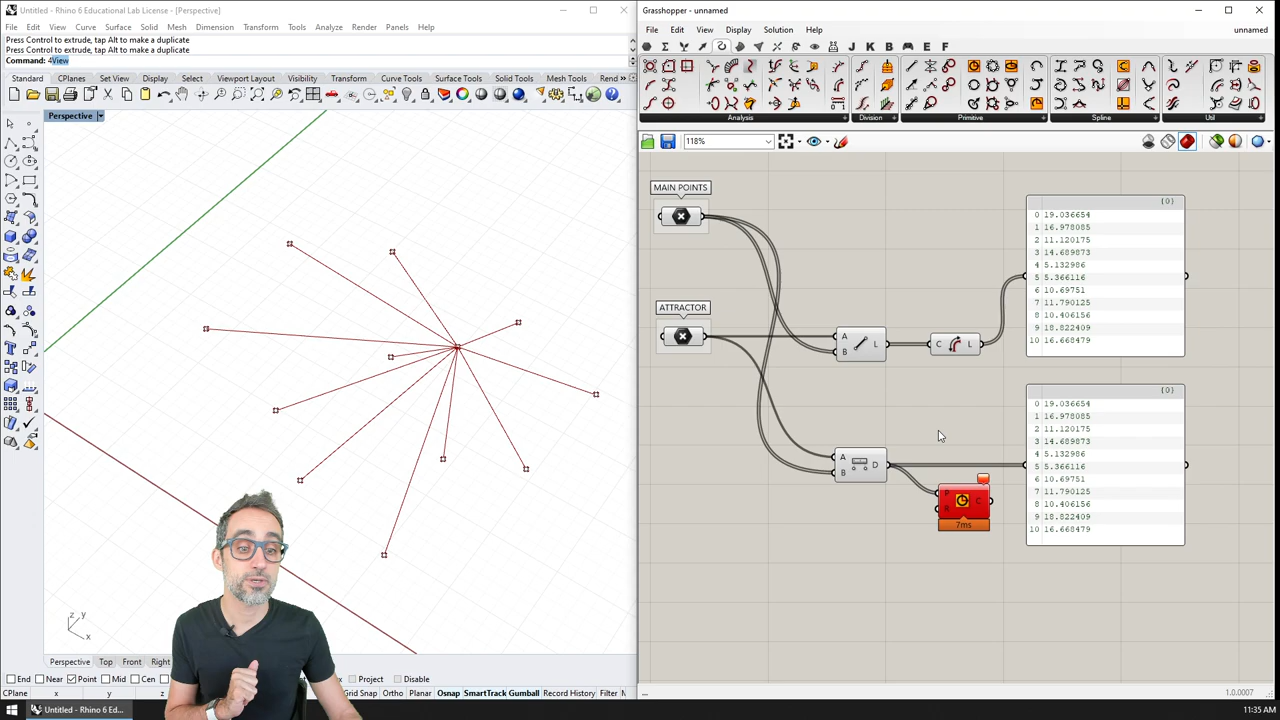 Untitled - Rhino 6 Educational Lab License - [Perspective]
File Edit View Curve Surface Solid Mesh Dimension Transform Tools Analyze Render Panels Help
Press Control to extrude, tap Alt to make a duplicate
Press Control to extrude, tap Alt to make a duplicate
Command: 4View
Standard CPlanes Set View Display Select Viewport Layout Visibility Transform Curve Tools Surface Tools Solid Tools Mesh Tools Rend »
Perspective
z y
x
Perspective Top Front Right
End Near Point Mid Cen Project Disable
CPlane x y z Grid Snap Ortho Planar Osnap SmartTrack Gumball Record History Filter
Untitled - Rhino 6 Ed...
Grasshopper - unnamed
File Edit View Display Solution Help unnamed
J K B E F
Analysis Division Primitive Spline Util
118%
MAIN POINTS
ATTRACTOR
A
B
L
C L
A
B
D
P
R
C
7ms
{0}
0 19.036654
1 16.978085
2 11.120175
3 14.689873
4 5.132986
5 5.366116
6 10.69751
7 11.790125
8 10.406156
9 18.822409
10 16.668479
{0}
0 19.036654
1 16.978085
2 11.120175
3 14.689873
4 5.132986
5 5.366116
6 10.69751
7 11.790125
8 10.406156
9 18.822409
10 16.668479
...
1.0.0007
11:35 AM